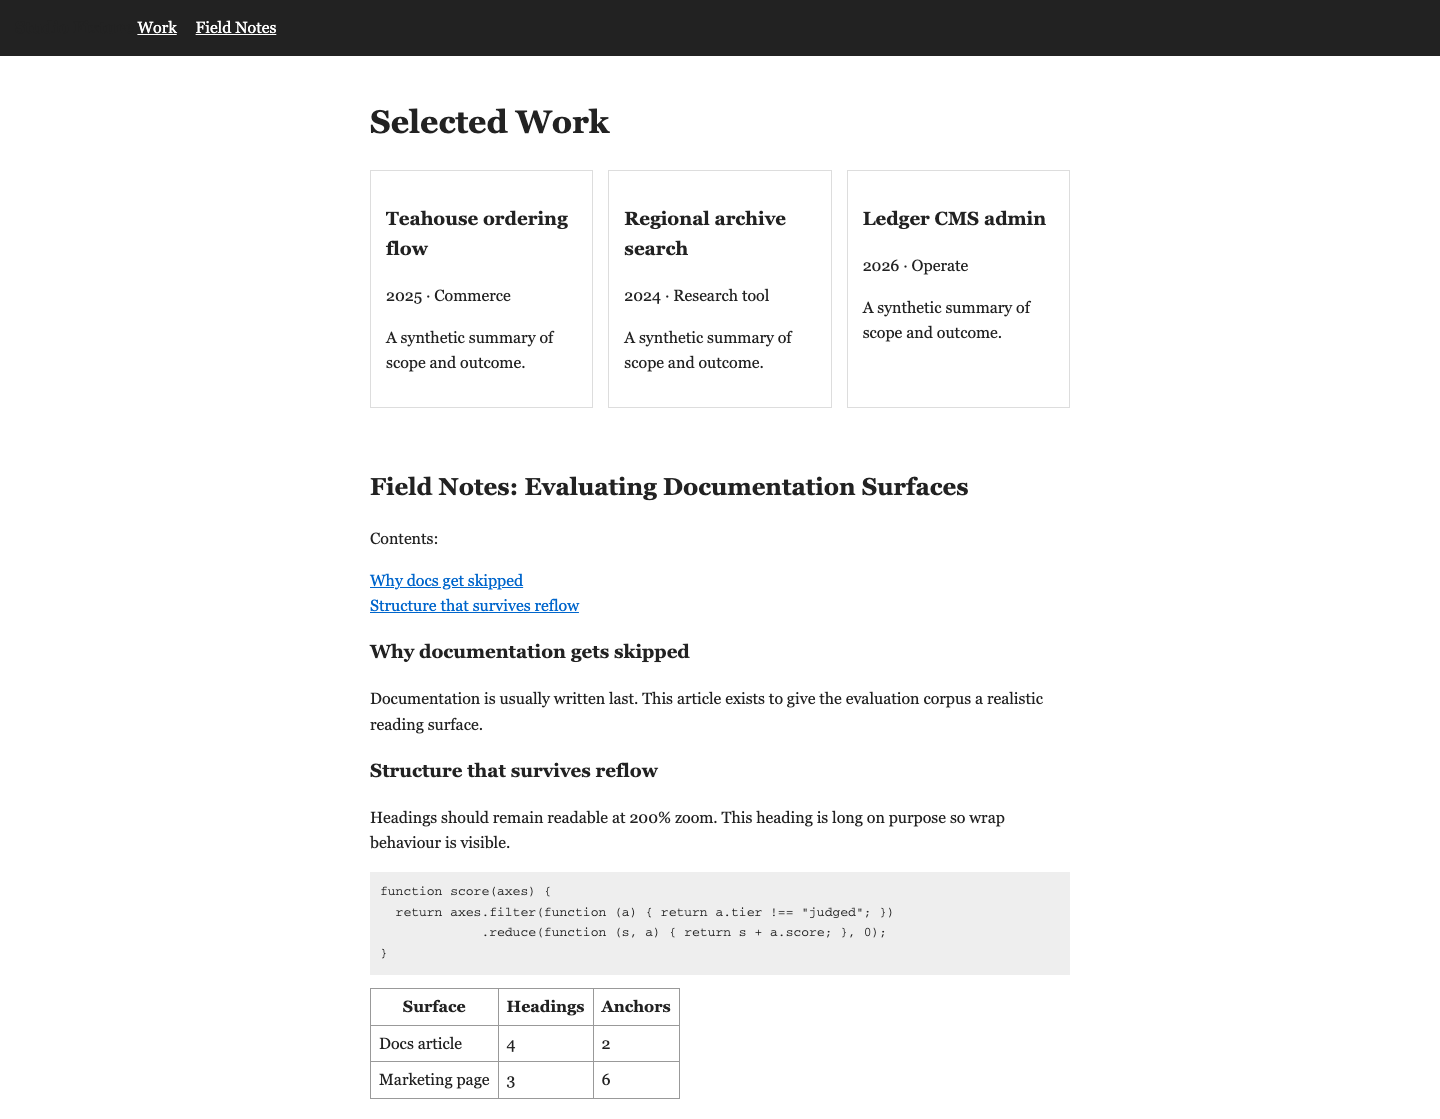 Work Field Notes
Selected Work
Teahouse ordering
flow
2025 · Commerce
A synthetic summary of
scope and outcome.
Regional archive
search
2024 · Research tool
A synthetic summary of
scope and outcome.
Ledger CMS admin
2026 · Operate
A synthetic summary of
scope and outcome.
Field Notes: Evaluating Documentation Surfaces
Contents:
Why docs get skipped
Structure that survives reflow
Why documentation gets skipped
Documentation is usually written last. This article exists to give the evaluation corpus a realistic
reading surface.
Structure that survives reflow
Headings should remain readable at 200% zoom. This heading is long on purpose so wrap
behaviour is visible.
function score(axes) {
  return axes.filter(function (a) { return a.tier !== "judged"; })
             .reduce(function (s, a) { return s + a.score; }, 0);
}
Surface Headings Anchors
Docs article 4 2
Marketing page 3 6